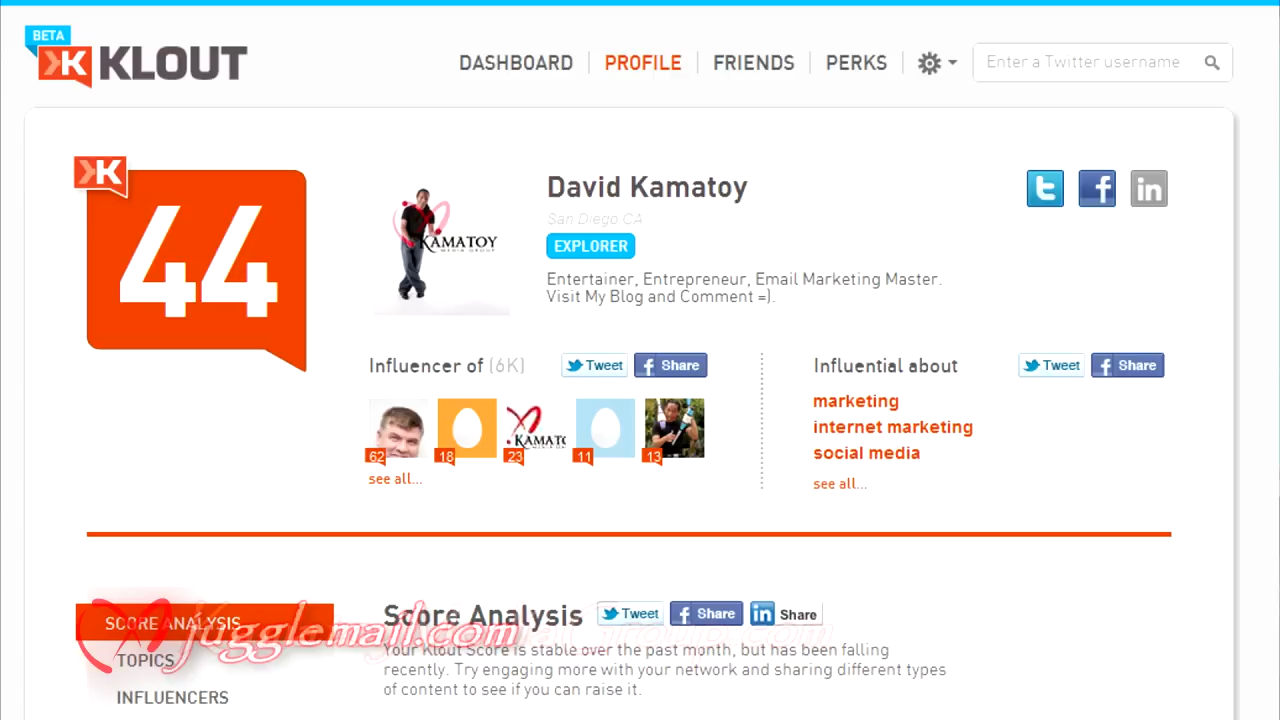 BETA
KLOUT
DASHBOARD PROFILE FRIENDS PERKS Enter a Twitter username
K
44
David Kamatoy
San Diego CA
EXPLORER
Entertainer, Entrepreneur, Email Marketing Master.
Visit My Blog and Comment =).
KAMATOY
MEDIA GROUP
Influencer of (6K) Tweet Share
62 18 23 11 13
see all...
Influential about Tweet Share
marketing
internet marketing
social media
see all...
SCORE ANALYSIS
TOPICS
INFLUENCERS
jugglemail.com
Score Analysis Tweet Share Share
Your Klout Score is stable over the past month, but has been falling
recently. Try engaging more with your network and sharing different types
of content to see if you can raise it.